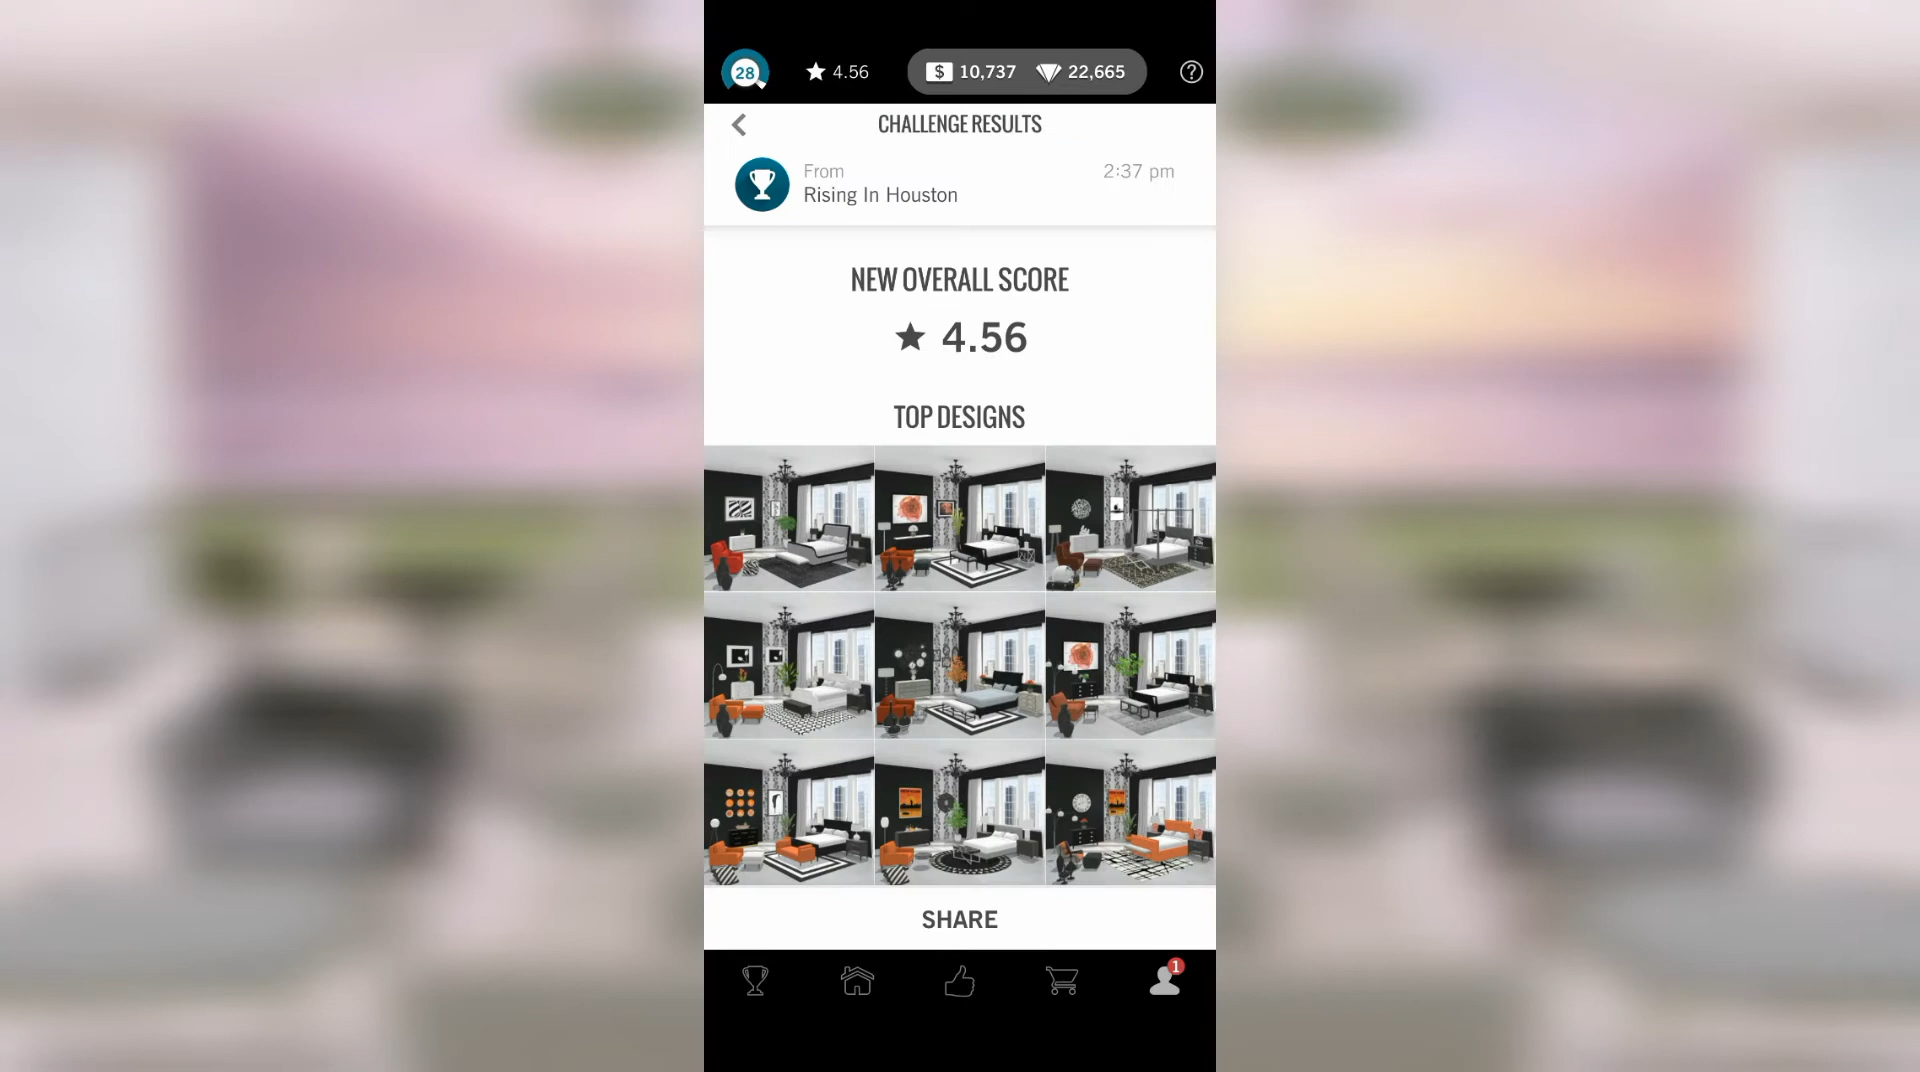 28
4.56
$ 10,737
22,665
?
CHALLENGE RESULTS
From
2:37 pm
Rising In Houston
NEW OVERALL SCORE
4.56
TOP DESIGNS
SHARE
1